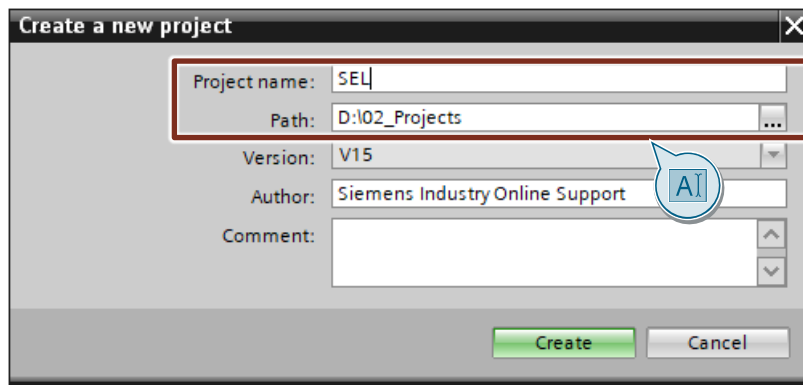 Create a new project
Project name: SEL
Path: D:\02_Projects ...
Version: V15
Author: Siemens Industry Online Support
Comment:
A
Create Cancel